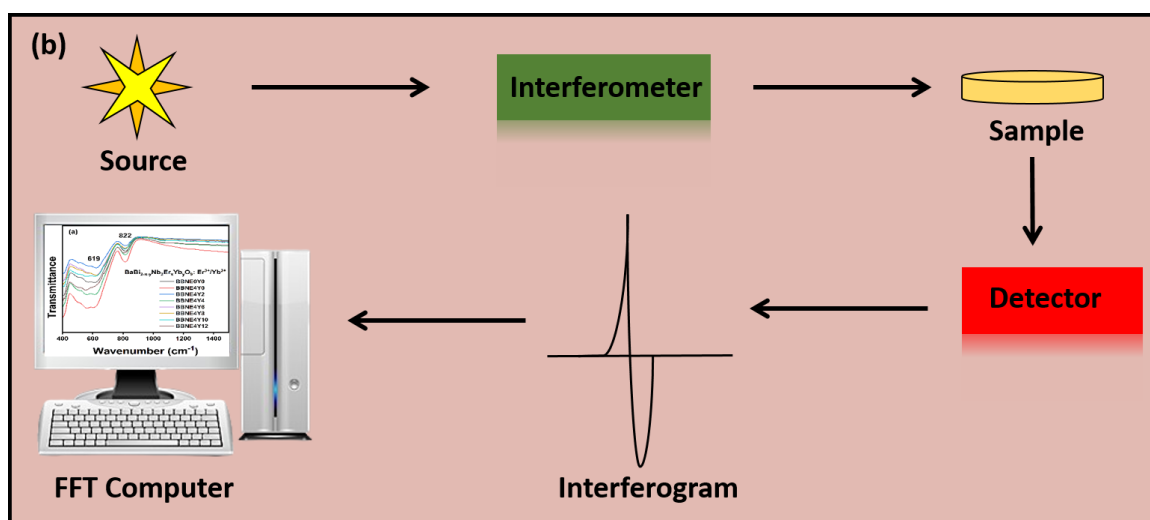 (b)
Source
Interferometer
Sample
Detector
Interferogram
FFT Computer
(a)
822
619
BBNE0Y0
BBNE4Y0
BBNE4Y2
BBNE4Y4
BBNE4Y6
BBNE4Y8
BBNE4Y10
BBNE4Y12
Transmittance
400 600 800 1000 1200 1400
Wavenumber (cm⁻¹)